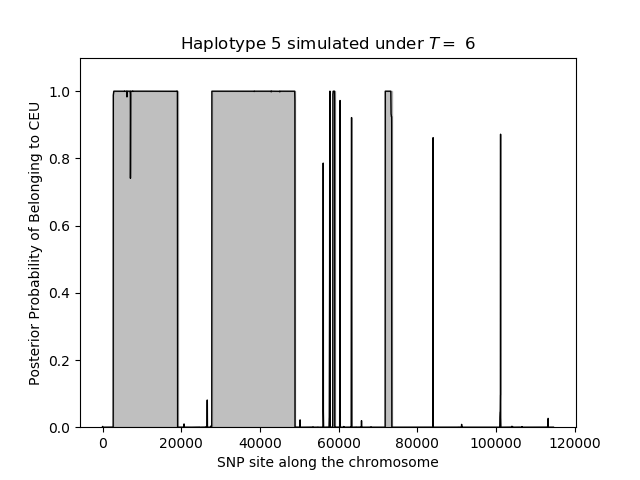 Haplotype 5 simulated under T = 6
Posterior Probability of Belonging to CEU
1.0
0.8
0.6
0.4
0.2
0.0
0 20000 40000 60000 80000 100000 120000
SNP site along the chromosome